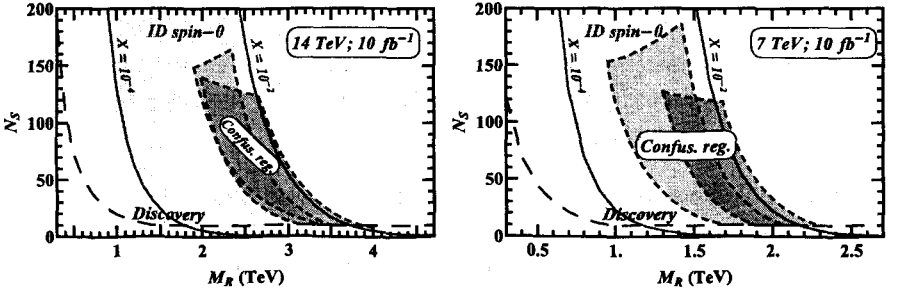 200
150
100
50
0
N_S
ID spin-0
14 TeV; 10 fb⁻¹
X = 10⁻⁴
X = 10⁻²
Confus. reg.
Discovery
1 2 3 4
M_R (TeV)
200
150
100
50
0
N_S
ID spin-0
7 TeV; 10 fb⁻¹
X = 10⁻⁴
X = 10⁻²
Confus. reg.
Discovery
0.5 1. 1.5 2. 2.5
M_R (TeV)